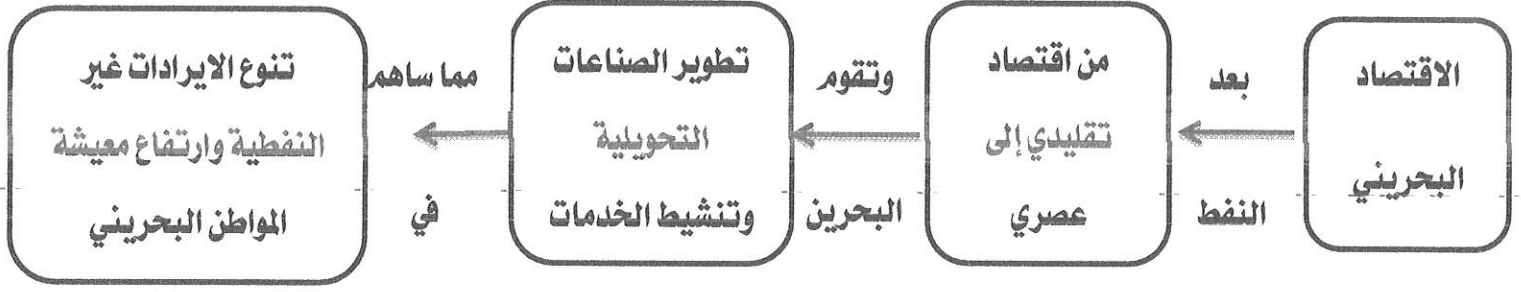 الاقتصاد
البحريني
بعد
النفط
من اقتصاد
تقليدي إلى
عصري
وتقوم
البحرين
تطوير الصناعات
التحويلية
وتنشيط الخدمات
مما ساهم
في
تنوع الايرادات غير
النفطية وارتفاع معيشة
المواطن البحريني